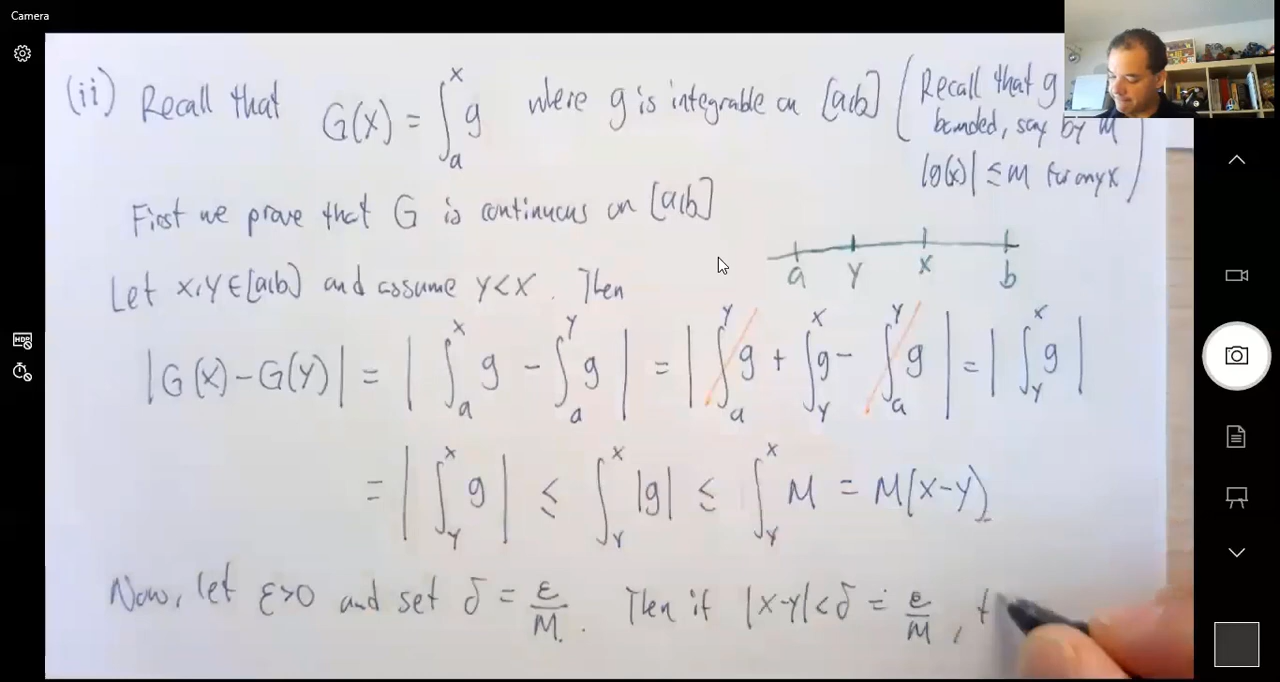 Camera
(ii) Recall that G(x) = ∫_a^x g where g is integrable on [a,b] (Recall that g
bounded, say by M
|g(x)| ≤ M for any x)
First we prove that G is continuous on [a,b]
a y x b
Let x,y ∈ [a,b] and assume y < x. Then
|G(x) - G(y)| = | ∫_a^x g - ∫_a^y g | = | ∫_a^y g + ∫_y^x g - ∫_a^y g | = | ∫_y^x g |
= | ∫_y^x g | ≤ ∫_y^x |g| ≤ ∫_y^x M = M(x-y)
Now, let ε>0 and set δ = ε/M. Then if |x-y| < δ = ε/M, t